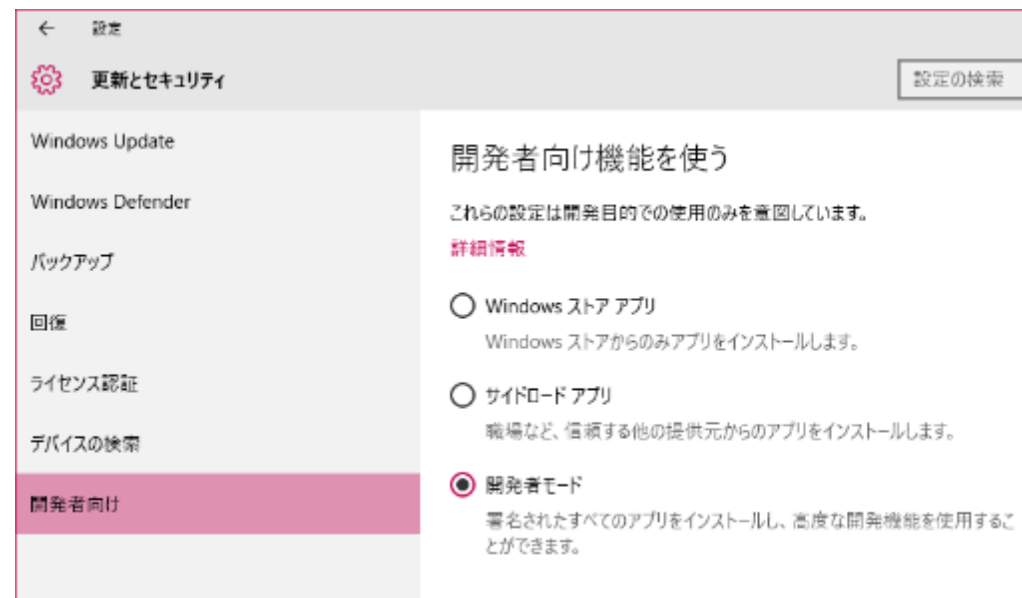 ← 設定
更新とセキュリティ
設定の検索
Windows Update
Windows Defender
バックアップ
回復
ライセンス認証
デバイスの検索
開発者向け
開発者向け機能を使う
これらの設定は開発目的での使用のみを意図しています。
詳細情報
Windows ストア アプリ
Windows ストアからのみアプリをインストールします。
サイドロード アプリ
職場など、信頼する他の提供元からのアプリをインストールします。
開発者モード
署名されたすべてのアプリをインストールし、高度な開発機能を使用するこ
とができます。